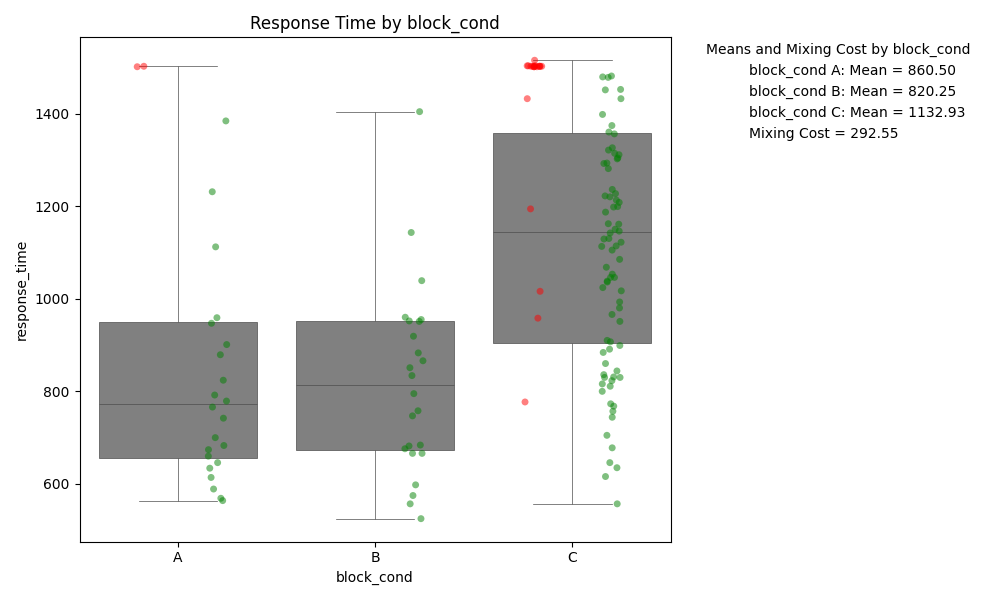 Response Time by block_cond
Means and Mixing Cost by block_cond
block_cond A: Mean = 860.50
block_cond B: Mean = 820.25
block_cond C: Mean = 1132.93
Mixing Cost = 292.55
response_time
1400
1200
1000
800
600
A
B
C
block_cond